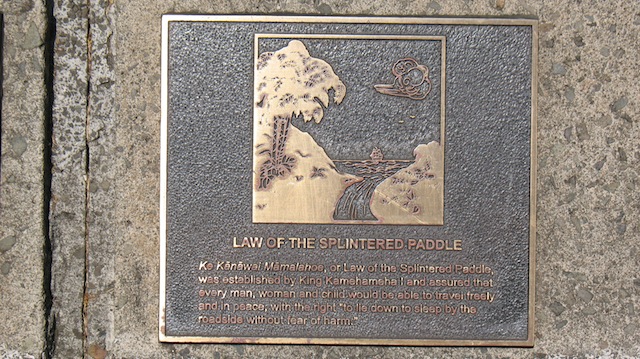 LAW OF THE SPLINTERED PADDLE
Ke Kānāwai Māmalahoe, or Law of the Splintered Paddle,
was established by King Kamehameha I and assured that
every man, woman and child would be able to travel freely
and in peace, with the right "to lie down to sleep by the
roadside without fear of harm."